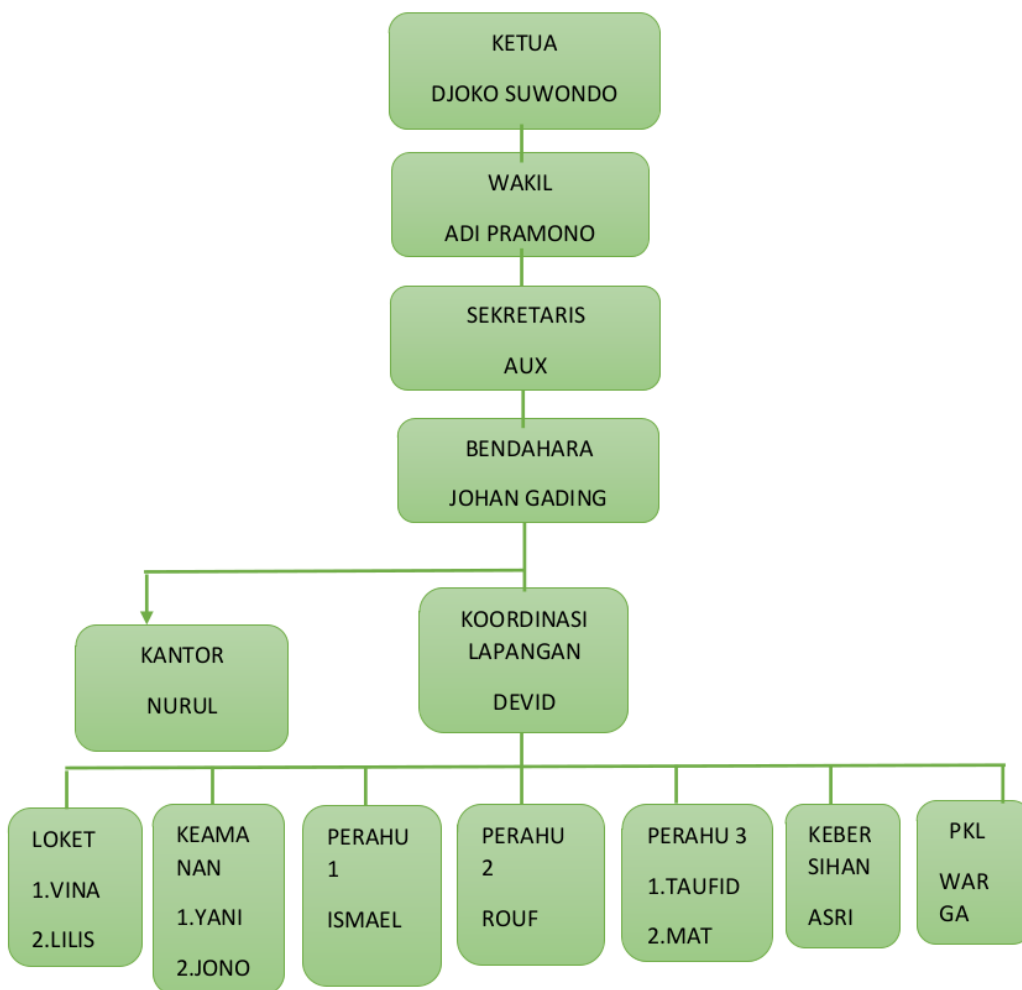 KETUA
DJOKO SUWONDO
WAKIL
ADI PRAMONO
SEKRETARIS
AUX
BENDAHARA
JOHAN GADING
KANTOR
NURUL
KOORDINASI
LAPANGAN
DEVID
LOKET
1.VINA
2.LILIS
KEAMA
NAN
1.YANI
2.JONO
PERAHU
1
ISMAEL
PERAHU
2
ROUF
PERAHU 3
1.TAUFID
2.MAT
KEBER
SIHAN
ASRI
PKL
WAR
GA